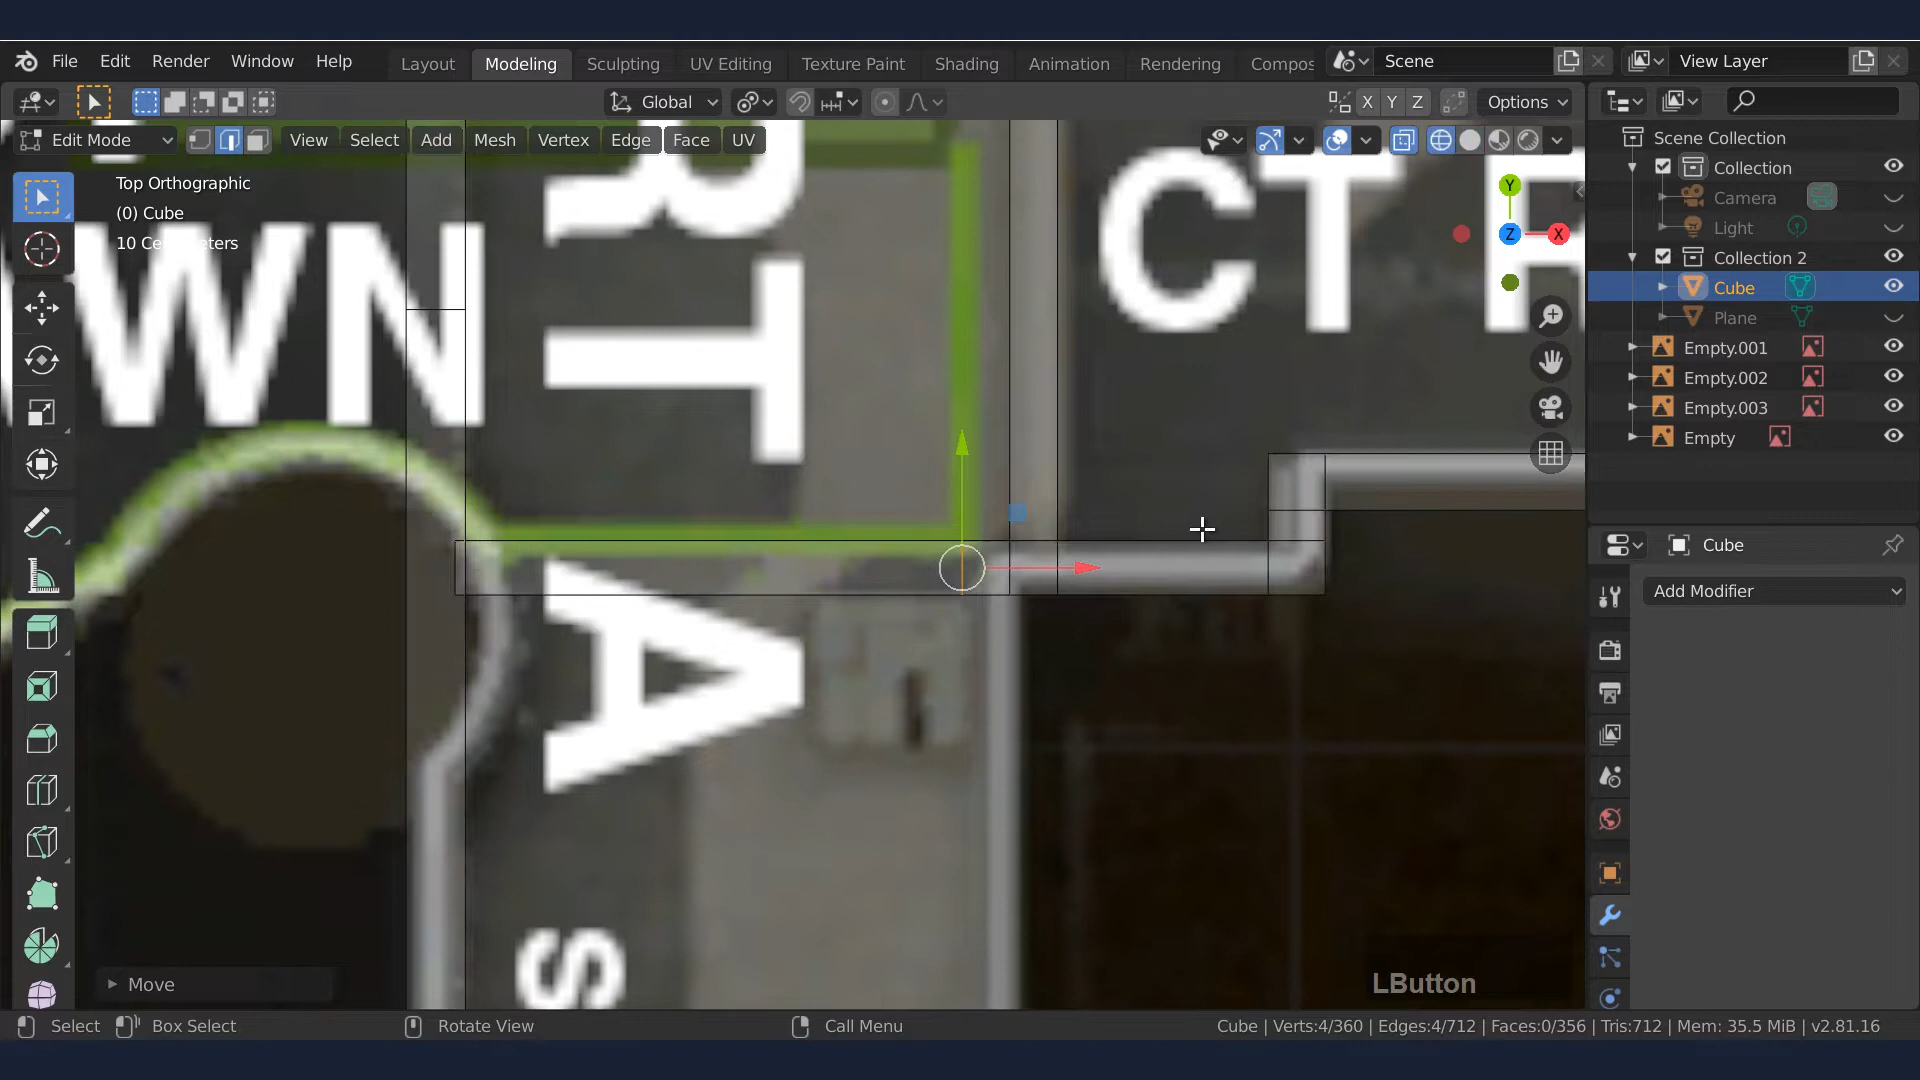 File Edit Render Window Help Layout Modeling Sculpting UV Editing Texture Paint Shading Animation Rendering Compos Scene View Layer
Global X Y Z Options
Edit Mode View Select Add Mesh Vertex Edge Face UV
Scene Collection
Collection
Camera
Light
Collection 2
Cube
Plane
Empty.001
Empty.002
Empty.003
Empty
Top Orthographic
(0) Cube
Y
Z X
WN
R
T
I
A
S
CT
Cube
Add Modifier
Move
LButton
Select Box Select Rotate View Call Menu Cube | Verts:4/360 | Edges:4/712 | Faces:0/356 | Tris:712 | Mem: 35.5 MiB | v2.81.16